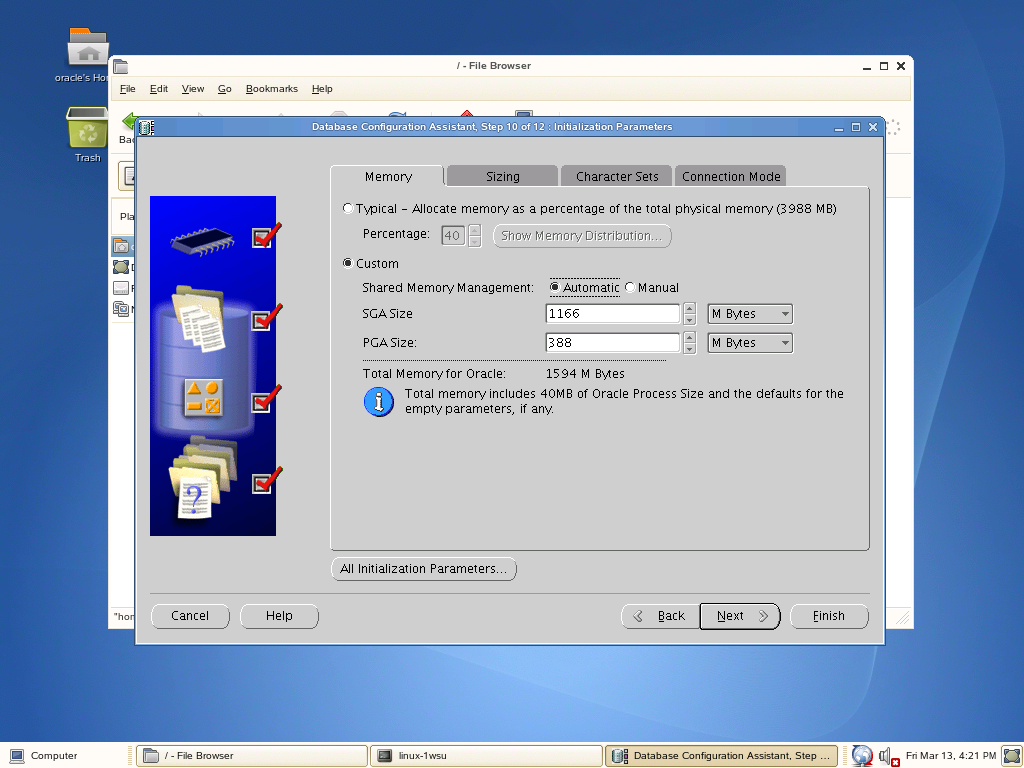 oracle's Hor
Trash
/ - File Browser
File Edit View Go Bookmarks Help
Bac
Database Configuration Assistant, Step 10 of 12 : Initialization Parameters
Memory Sizing Character Sets Connection Mode
Typical – Allocate memory as a percentage of the total physical memory (3988 MB)
Percentage: 40 Show Memory Distribution...
Pla
Custom
Shared Memory Management: Automatic Manual
SGA Size 1166 M Bytes
PGA Size: 388 M Bytes
Total Memory for Oracle: 1594 M Bytes
Total memory includes 40MB of Oracle Process Size and the defaults for the
empty parameters, if any.
All Initialization Parameters...
"hom
Cancel Help Back Next Finish
Computer / - File Browser linux-1wsu Database Configuration Assistant, Step ... Fri Mar 13, 4:21 PM